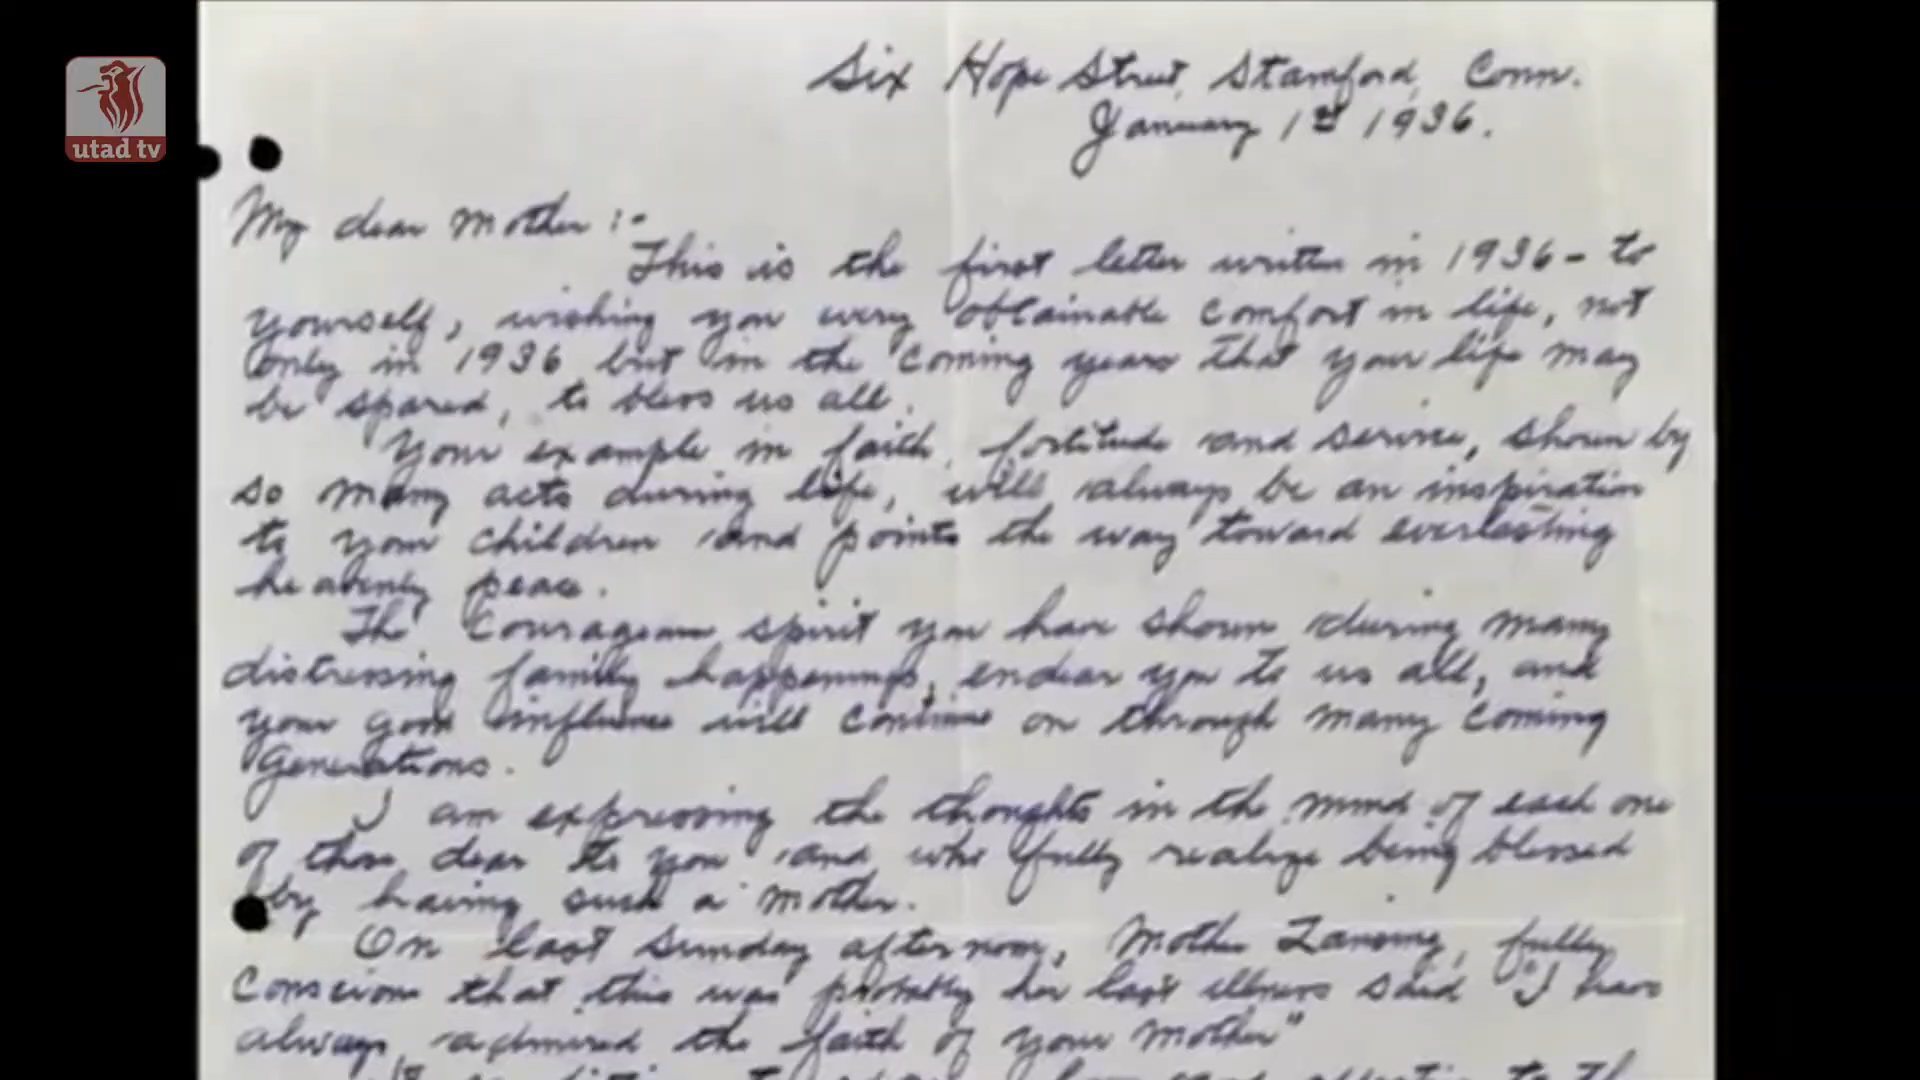 utad tv
Six Hope Street, Stamford, Conn.
January 1st 1936.
My dear Mother :-
This is the first letter written in 1936 - to
yourself, wishing you every obtainable comfort in life, not
only in 1936 but in the coming years that your life may
be spared, to bless us all.
Your example in faith, fortitude and service, shown by
so many acts during life, will always be an inspiration
to your children and points the way toward everlasting
heavenly peace.
The Courageous spirit you have shown during many
distressing family happenings, endear you to us all, and
your good influence will continue on through many coming
Generations.
I am expressing the thoughts in the mind of each one
of those dear to you and who fully realize being blessed
by having such a mother.
On last Sunday afternoon, Mother Lansing, fully
conscious that this was probably her last illness said "I have
always admired the faith of your Mother"